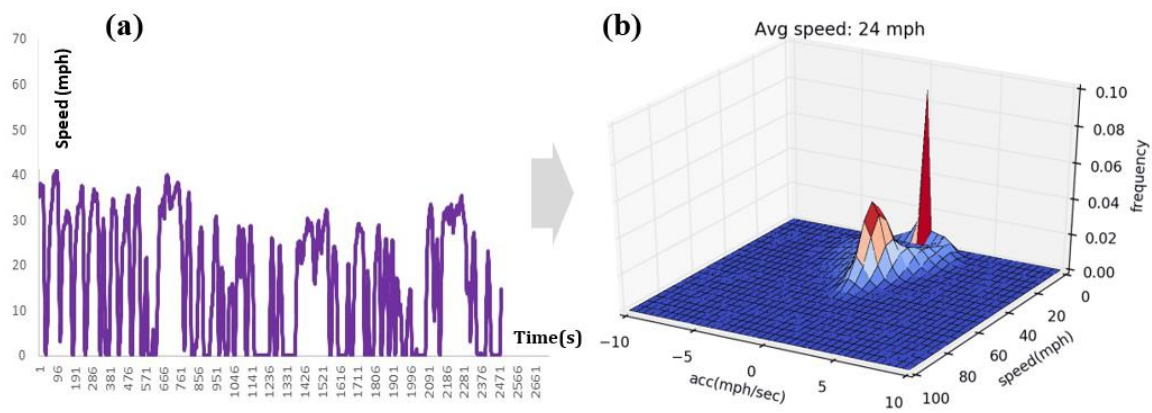 (a)
Speed (mph)
70
60
50
40
30
20
10
0
1 96 191 286 381 476 571 666 761 856 951 1046 1141 1236 1331 1426 1521 1616 1711 1806 1901 1996 2091 2186 2281 2376 2471 2566 2661
Time(s)
(b)
Avg speed: 24 mph
0.10
0.08
0.06
0.04
0.02
0.00
frequency
−10 −5 0 5 10
acc(mph/sec)
0 20 40 60 80 100
speed(mph)